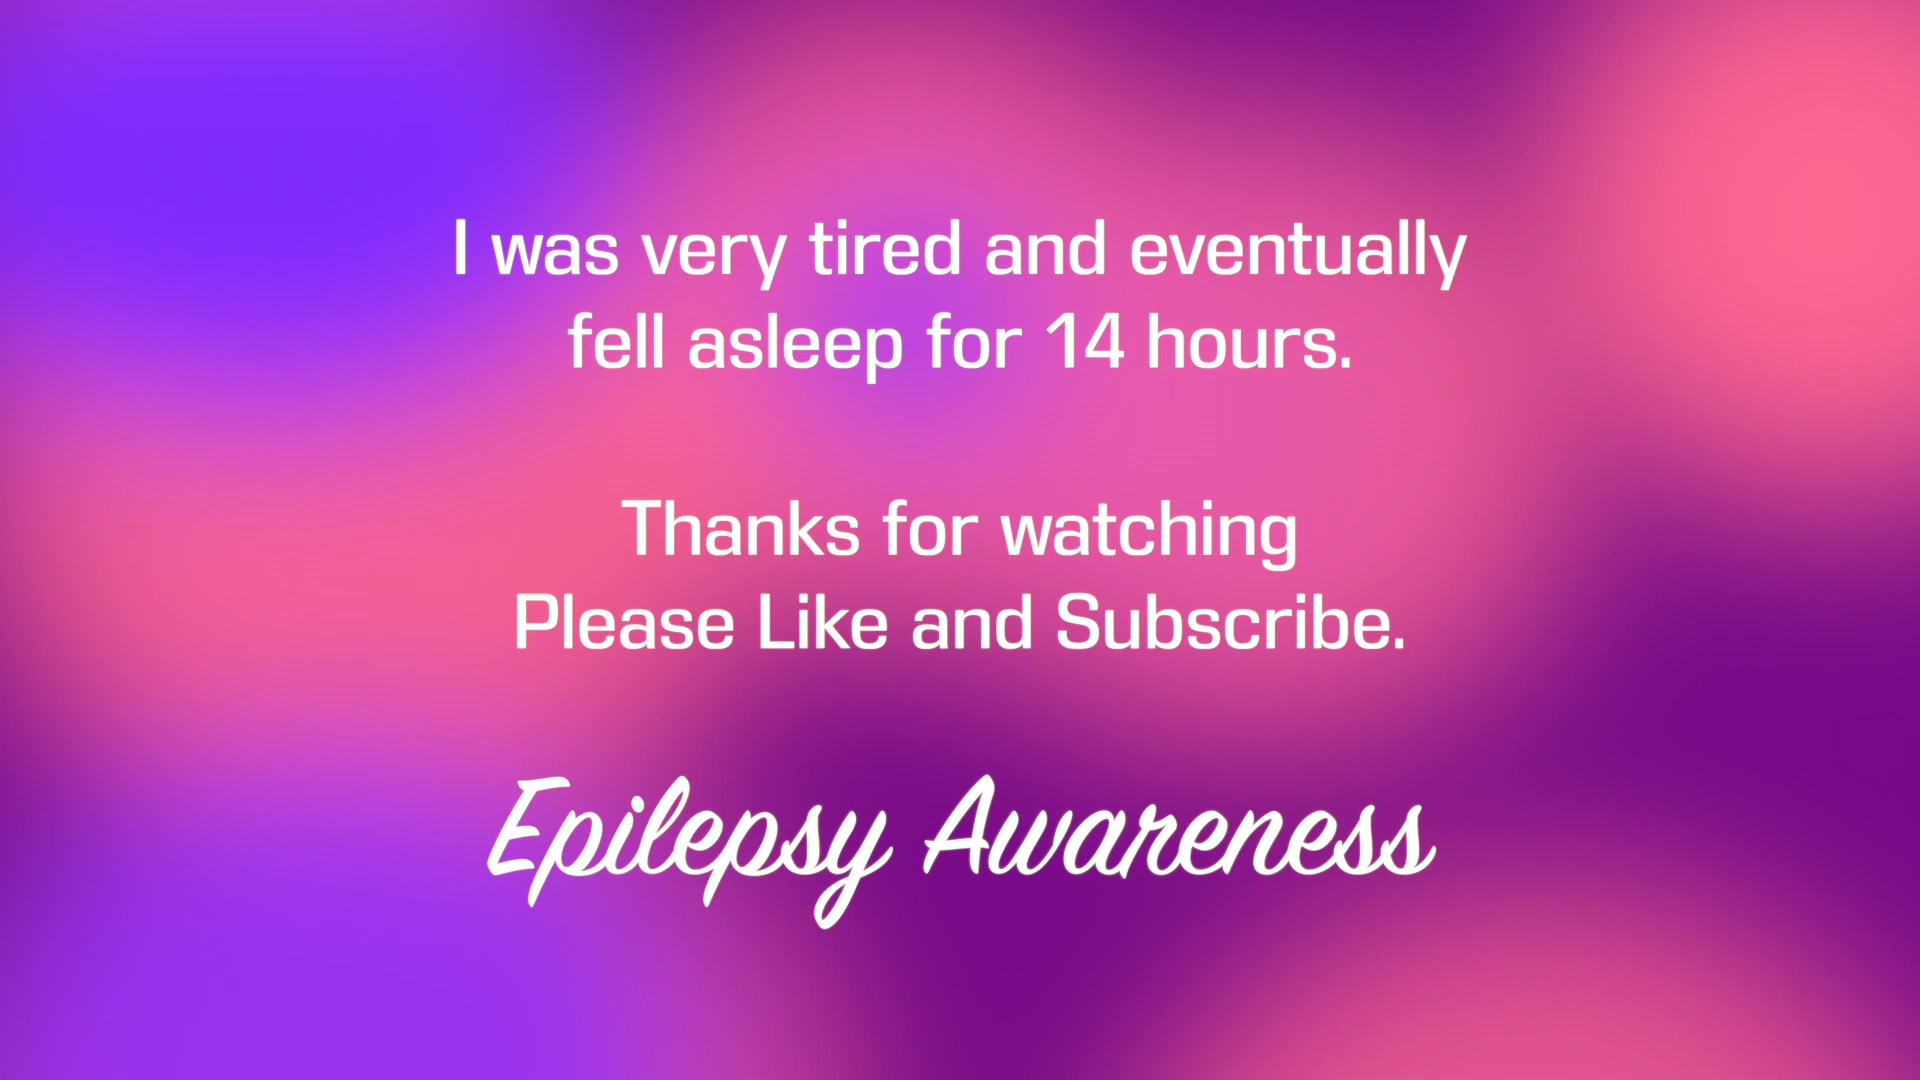 I was very tired and eventually
fell asleep for 14 hours.
Thanks for watching
Please Like and Subscribe.
Epilepsy Awareness